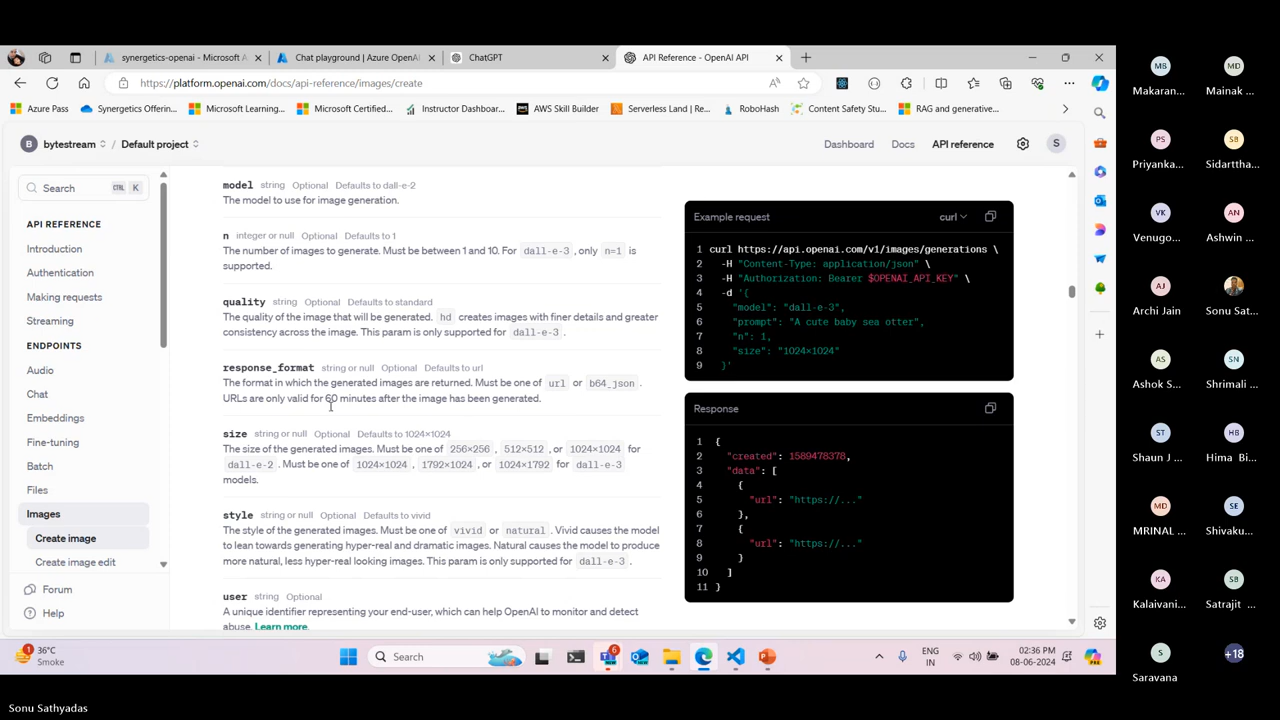 synergetics-openai - Microsoft A
Chat playground | Azure OpenAI
ChatGPT
API Reference - OpenAI API
https://platform.openai.com/docs/api-reference/images/create
Azure Pass
Synergetics Offering...
Microsoft Learning...
Microsoft Certified...
Instructor Dashboar...
AWS Skill Builder
Serverless Land | Re...
RoboHash
Content Safety Stu...
RAG and generative...
B bytestream
Default project
Dashboard
Docs
API reference
S
Search CTRL K
API REFERENCE
Introduction
Authentication
Making requests
Streaming
ENDPOINTS
Audio
Chat
Embeddings
Fine-tuning
Batch
Files
Images
Create image
Create image edit
Forum
Help
model string Optional Defaults to dall-e-2
The model to use for image generation.
n integer or null Optional Defaults to 1
The number of images to generate. Must be between 1 and 10. For dall-e-3, only n=1 is
supported.
quality string Optional Defaults to standard
The quality of the image that will be generated. hd creates images with finer details and greater
consistency across the image. This param is only supported for dall-e-3.
response_format string or null Optional Defaults to url
The format in which the generated images are returned. Must be one of url or b64_json.
URLs are only valid for 60 minutes after the image has been generated.
size string or null Optional Defaults to 1024×1024
The size of the generated images. Must be one of 256×256, 512×512, or 1024×1024 for
dall-e-2. Must be one of 1024×1024, 1792×1024, or 1024×1792 for dall-e-3
models.
style string or null Optional Defaults to vivid
The style of the generated images. Must be one of vivid or natural. Vivid causes the model
to lean towards generating hyper-real and dramatic images. Natural causes the model to produce
more natural, less hyper-real looking images. This param is only supported for dall-e-3.
user string Optional
A unique identifier representing your end-user, which can help OpenAI to monitor and detect
abuse. Learn more.
Example request curl
1 curl https://api.openai.com/v1/images/generations \
2 -H "Content-Type: application/json" \
3 -H "Authorization: Bearer $OPENAI_API_KEY" \
4 -d '{
5 "model": "dall-e-3",
6 "prompt": "A cute baby sea otter",
7 "n": 1,
8 "size": "1024×1024"
9 }'
Response
1 {
2 "created": 1589478378,
3 "data": [
4 {
5 "url": "https://..."
6 },
7 {
8 "url": "https://..."
9 }
10 ]
11 }
1
36°C
Smoke
Search
6
ENG
IN
02:36 PM
08-06-2024
MB
Makaran...
MD
Mainak ...
PS
Priyanka...
SB
Sidarttha...
VK
Venugo...
AN
Ashwin ...
AJ
Archi Jain
Sonu Sat...
AS
Ashok S...
SN
Shrimali ...
ST
Shaun J ...
HB
Hima Bi...
MD
MRINAL ...
SE
Shivaku...
KA
Kalaivani...
SB
Satrajit ...
S
Saravana
+18
Sonu Sathyadas